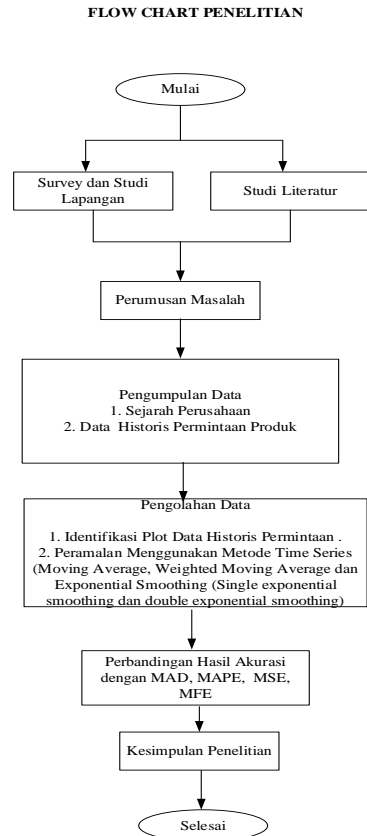 FLOW CHART PENELITIAN
Mulai
Survey dan Studi
Lapangan
Studi Literatur
Perumusan Masalah
Pengumpulan Data
1. Sejarah Perusahaan
2. Data Historis Permintaan Produk
Pengolahan Data
1. Identifikasi Plot Data Historis Permintaan .
2. Peramalan Menggunakan Metode Time Series
(Moving Average, Weighted Moving Average dan
Exponential Smoothing (Single exponential
smoothing dan double exponential smoothing)
Perbandingan Hasil Akurasi
dengan MAD, MAPE, MSE,
MFE
Kesimpulan Penelitian
Selesai